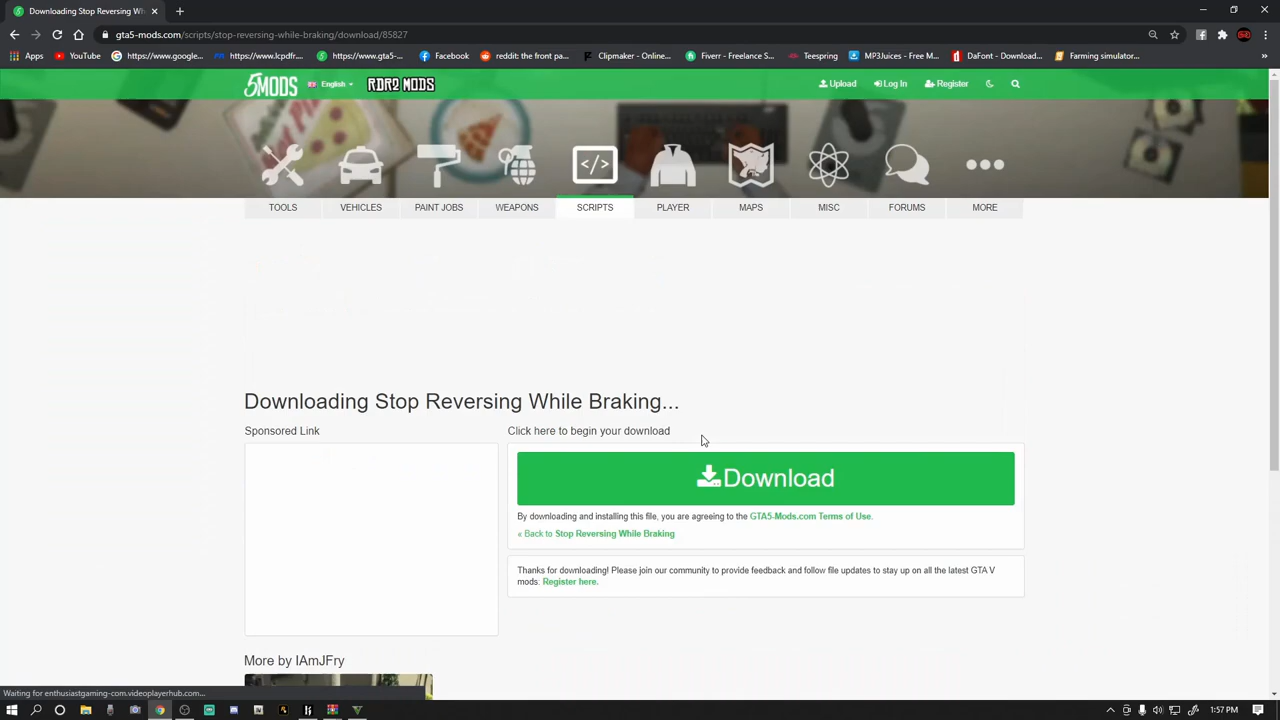 Downloading Stop Reversing Wh
gta5-mods.com/scripts/stop-reversing-while-braking/download/85827
Apps YouTube https://www.google... https://www.lcpdfr... Facebook reddit: the front pa... Clipmaker - Online... Fiverr - Freelance S... Teespring MP3Juices - Free M... DaFont - Download... Farming simulator... »
5MODS English RDR2 MODS Upload Log In Register
TOOLS VEHICLES PAINT JOBS WEAPONS SCRIPTS PLAYER MAPS MISC FORUMS MORE
Downloading Stop Reversing While Braking...
Sponsored Link
Click here to begin your download
Download
By downloading and installing this file, you are agreeing to the GTA5-Mods.com Terms of Use.
« Back to Stop Reversing While Braking
Thanks for downloading! Please join our community to provide feedback and follow file updates to stay up on all the latest GTA V
mods: Register here.
More by IAmJFry
Waiting for enthusiastgaming-com.videoplayerhub.com...
1:57 PM